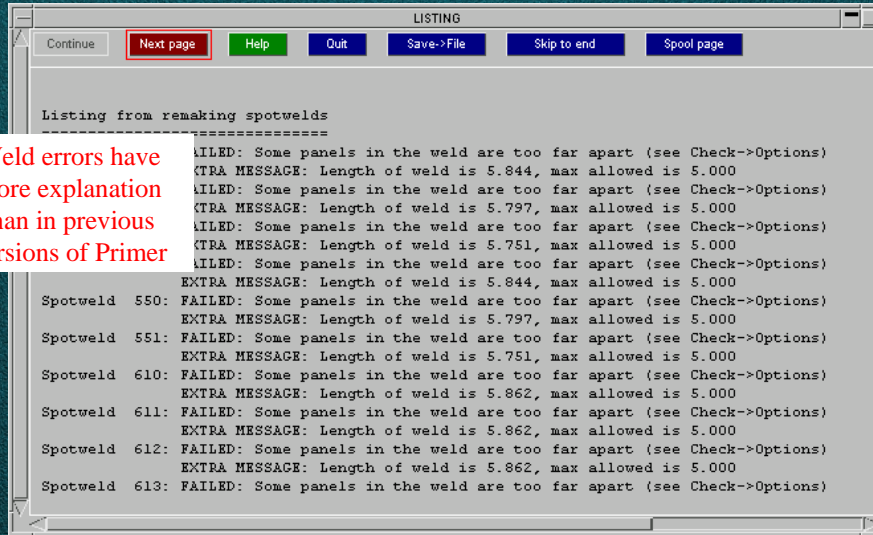 LISTING
Continue Next page Help Quit Save->File Skip to end Spool page
Listing from remaking spotwelds
===============================
AILED: Some panels in the weld are too far apart (see Check->Options)
XTRA MESSAGE: Length of weld is 5.844, max allowed is 5.000
AILED: Some panels in the weld are too far apart (see Check->Options)
XTRA MESSAGE: Length of weld is 5.797, max allowed is 5.000
AILED: Some panels in the weld are too far apart (see Check->Options)
XTRA MESSAGE: Length of weld is 5.751, max allowed is 5.000
AILED: Some panels in the weld are too far apart (see Check->Options)
EXTRA MESSAGE: Length of weld is 5.844, max allowed is 5.000
Spotweld 550: FAILED: Some panels in the weld are too far apart (see Check->Options)
EXTRA MESSAGE: Length of weld is 5.797, max allowed is 5.000
Spotweld 551: FAILED: Some panels in the weld are too far apart (see Check->Options)
EXTRA MESSAGE: Length of weld is 5.751, max allowed is 5.000
Spotweld 610: FAILED: Some panels in the weld are too far apart (see Check->Options)
EXTRA MESSAGE: Length of weld is 5.862, max allowed is 5.000
Spotweld 611: FAILED: Some panels in the weld are too far apart (see Check->Options)
EXTRA MESSAGE: Length of weld is 5.862, max allowed is 5.000
Spotweld 612: FAILED: Some panels in the weld are too far apart (see Check->Options)
EXTRA MESSAGE: Length of weld is 5.862, max allowed is 5.000
Spotweld 613: FAILED: Some panels in the weld are too far apart (see Check->Options)
eld errors have
ore explanation
an in previous
rsions of Primer